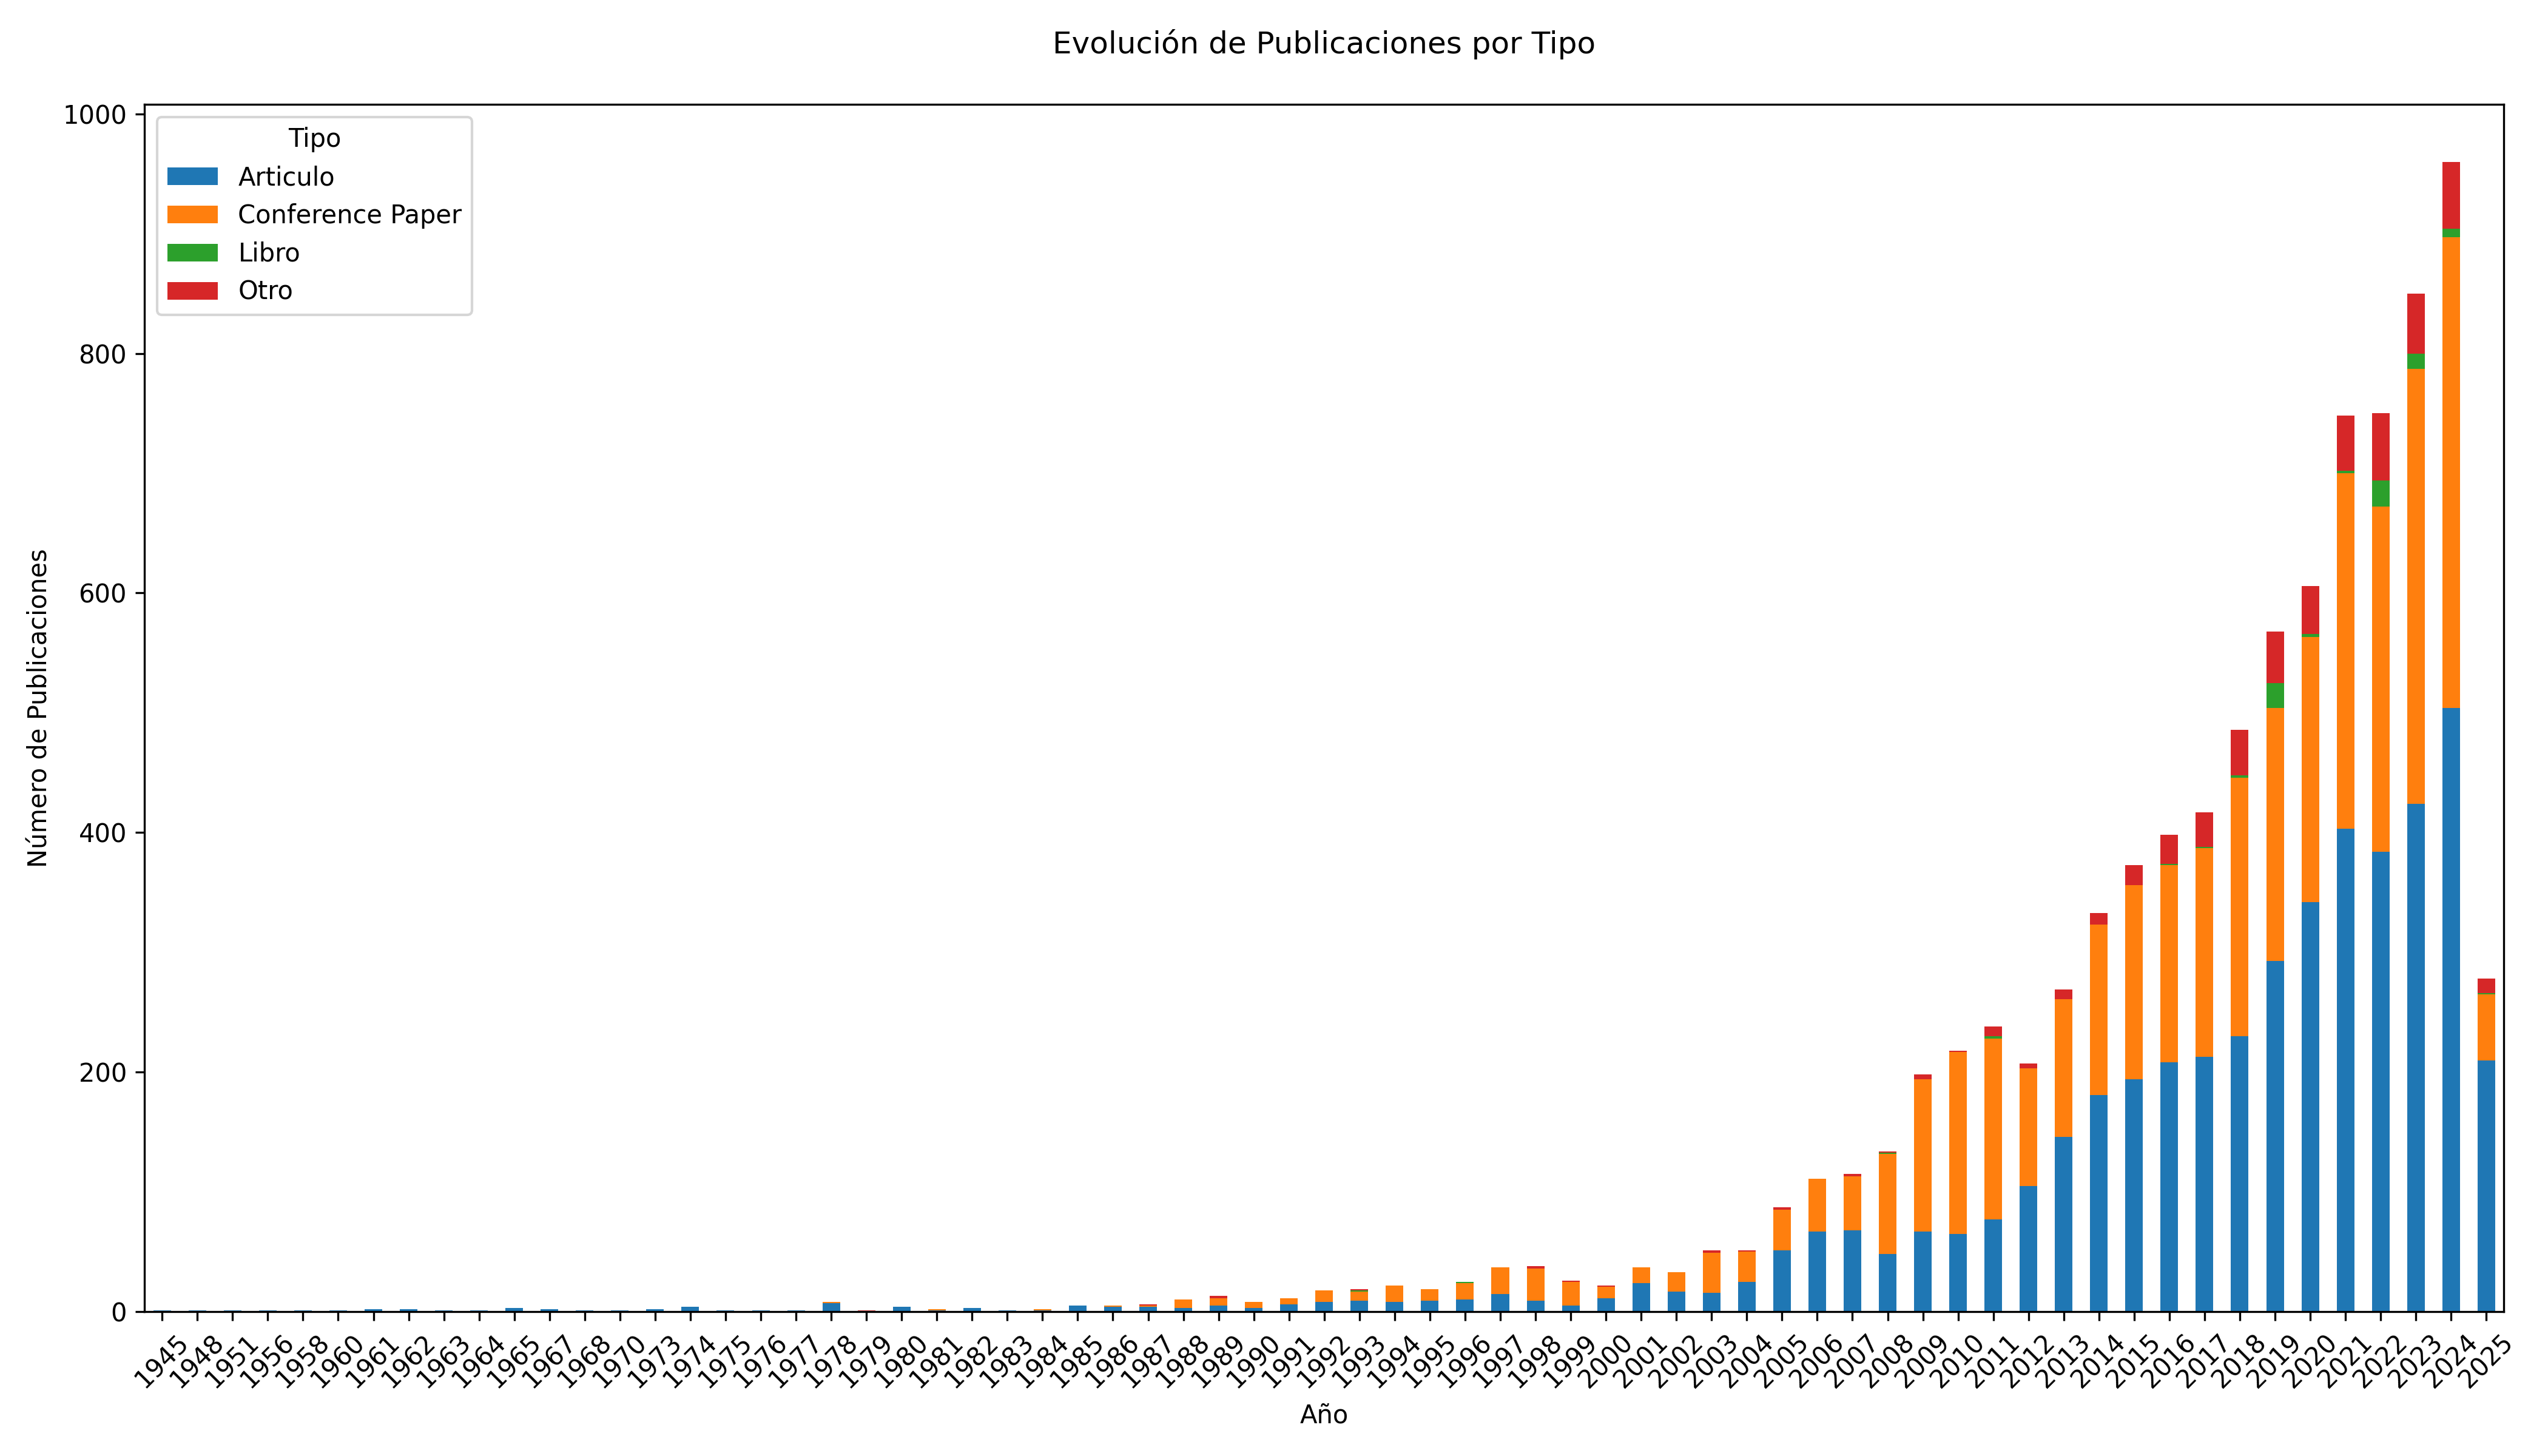 Evolución de Publicaciones por Tipo
1000
800
600
400
200
0
Número de Publicaciones
Tipo
Articulo
Conference Paper
Libro
Otro
1945 1948 1951 1956 1958 1960 1961 1962 1963 1964 1965 1967 1968 1970 1973 1974 1975 1976 1977 1978 1979 1980 1981 1982 1983 1984 1985 1986 1987 1988 1989 1990 1991 1992 1993 1994 1995 1996 1997 1998 1999 2000 2001 2002 2003 2004 2005 2006 2007 2008 2009 2010 2011 2012 2013 2014 2015 2016 2017 2018 2019 2020 2021 2022 2023 2024 2025
Año